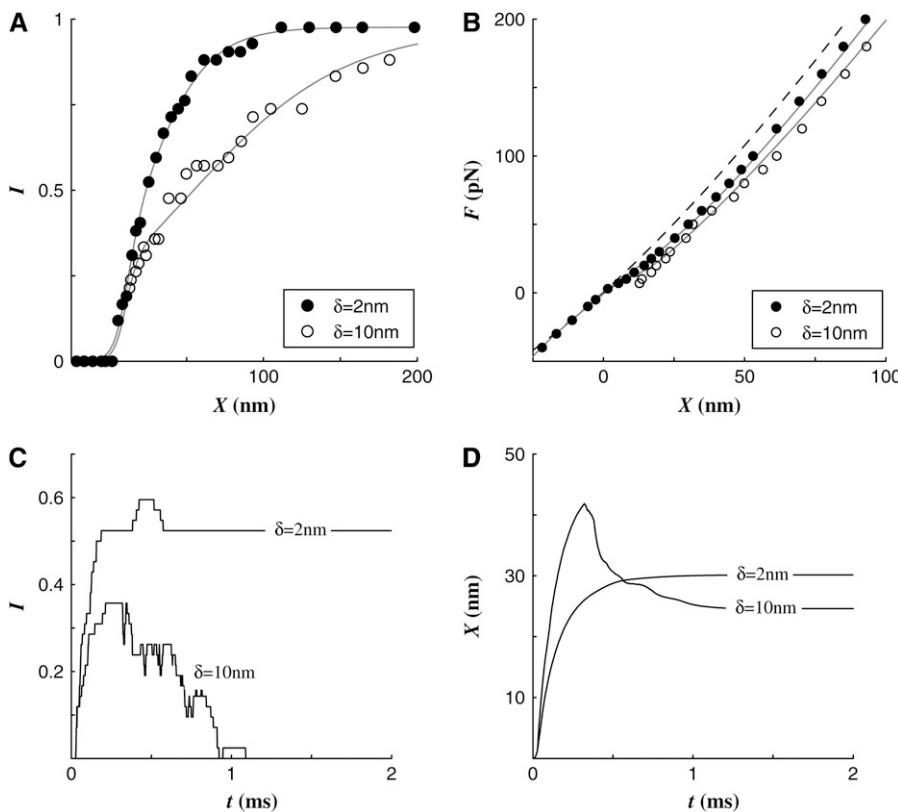 A
1
0.5
0
I
100
200
X (nm)
δ=2nm
δ=10nm
B
200
100
0
F (pN)
0
50
100
X (nm)
δ=2nm
δ=10nm
C
0.6
0.4
0.2
I
δ=2nm
δ=10nm
0
1
2
t (ms)
D
50
30
10
X (nm)
δ=2nm
δ=10nm
0
1
2
t (ms)